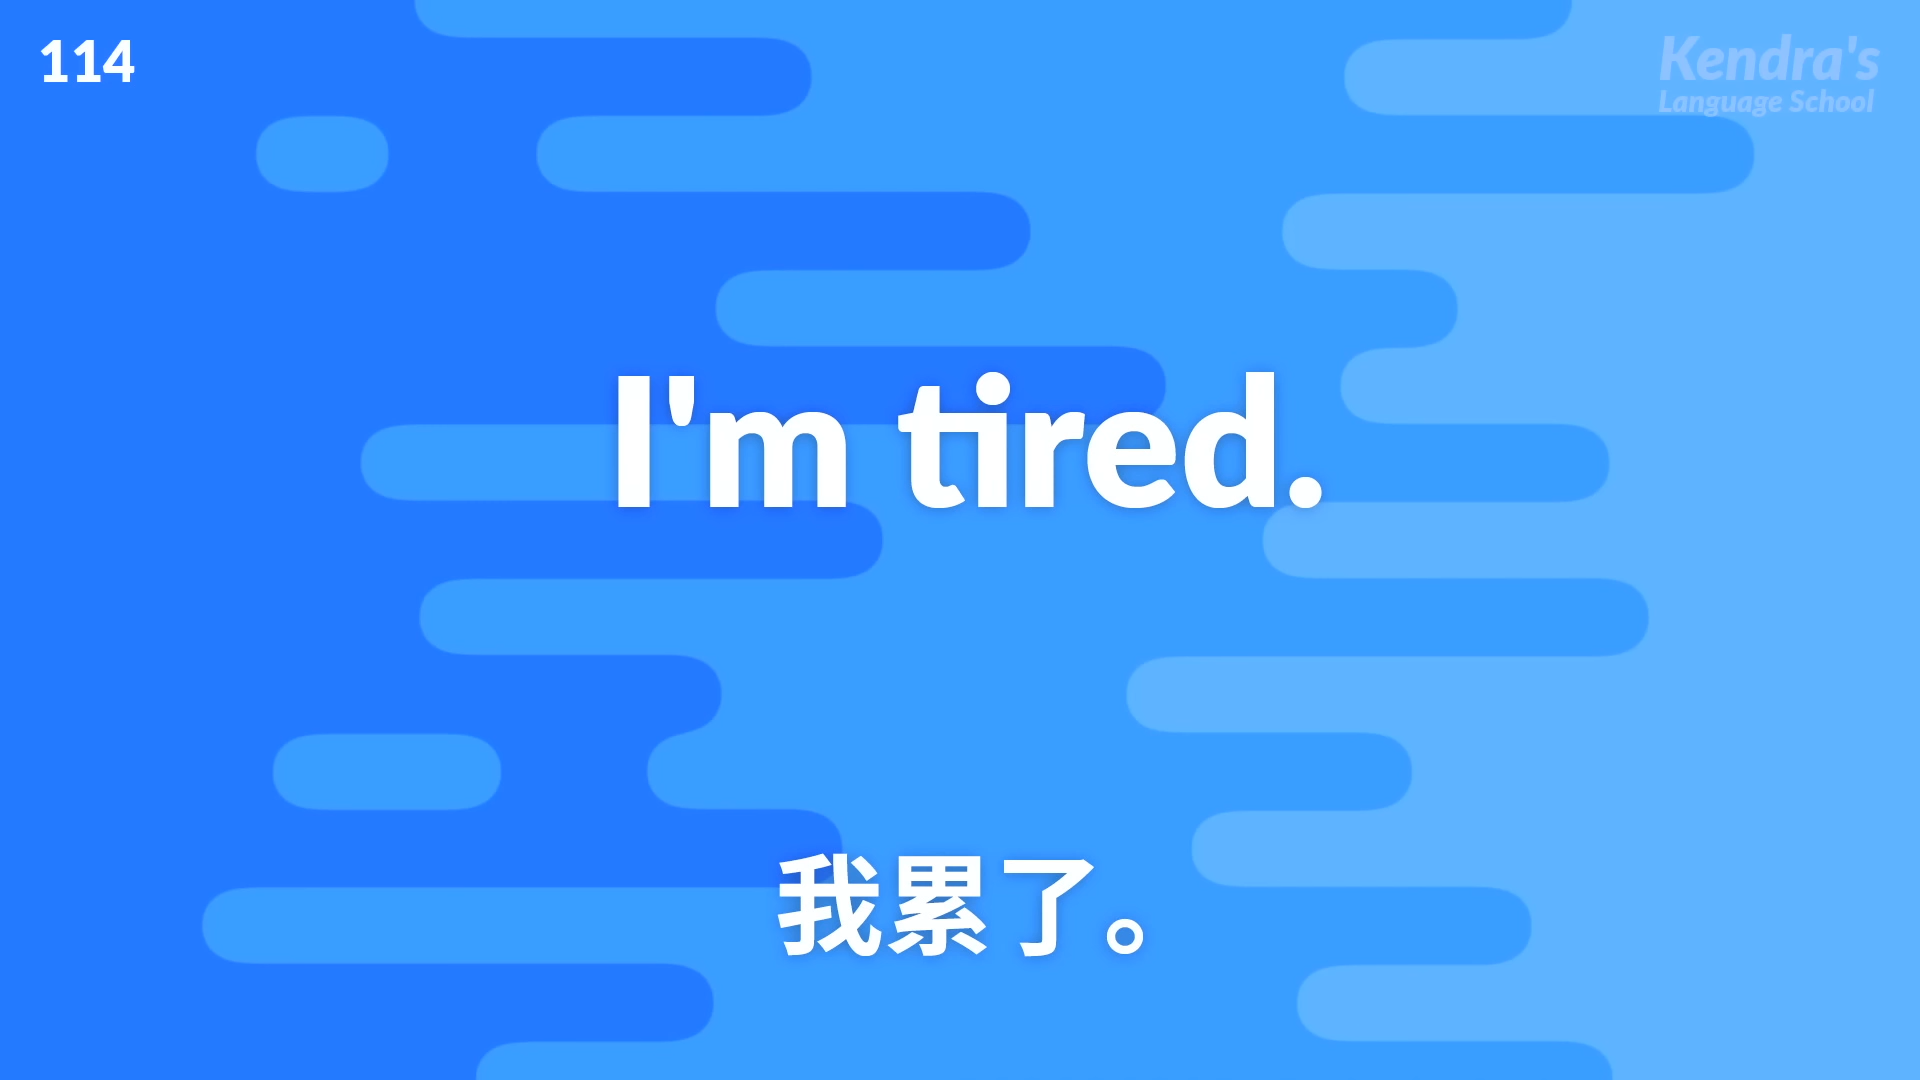 114
Kendra's
Language School
I'm tired.
我累了。